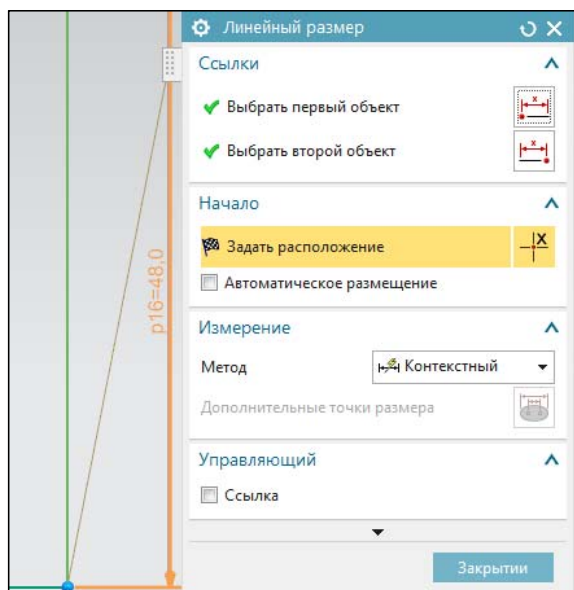 Линейный размер
Ссылки
Выбрать первый объект
Выбрать второй объект
Начало
Задать расположение
Автоматическое размещение
Измерение
Метод
Контекстный
Дополнительные точки размера
Управляющий
Ссылка
Закрытии
p16=48,0